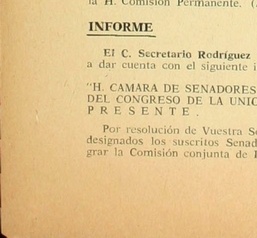 la H. Comisión Permanente. (
INFORME
El C. Secretario Rodríguez
a dar cuenta con el siguiente i
"H. CAMARA DE SENADORES
DEL CONGRESO DE LA UNIO
P R E S E N T E .
Por resolución de Vuestra So
designados los suscritos Senad
grar la Comisión conjunta de I